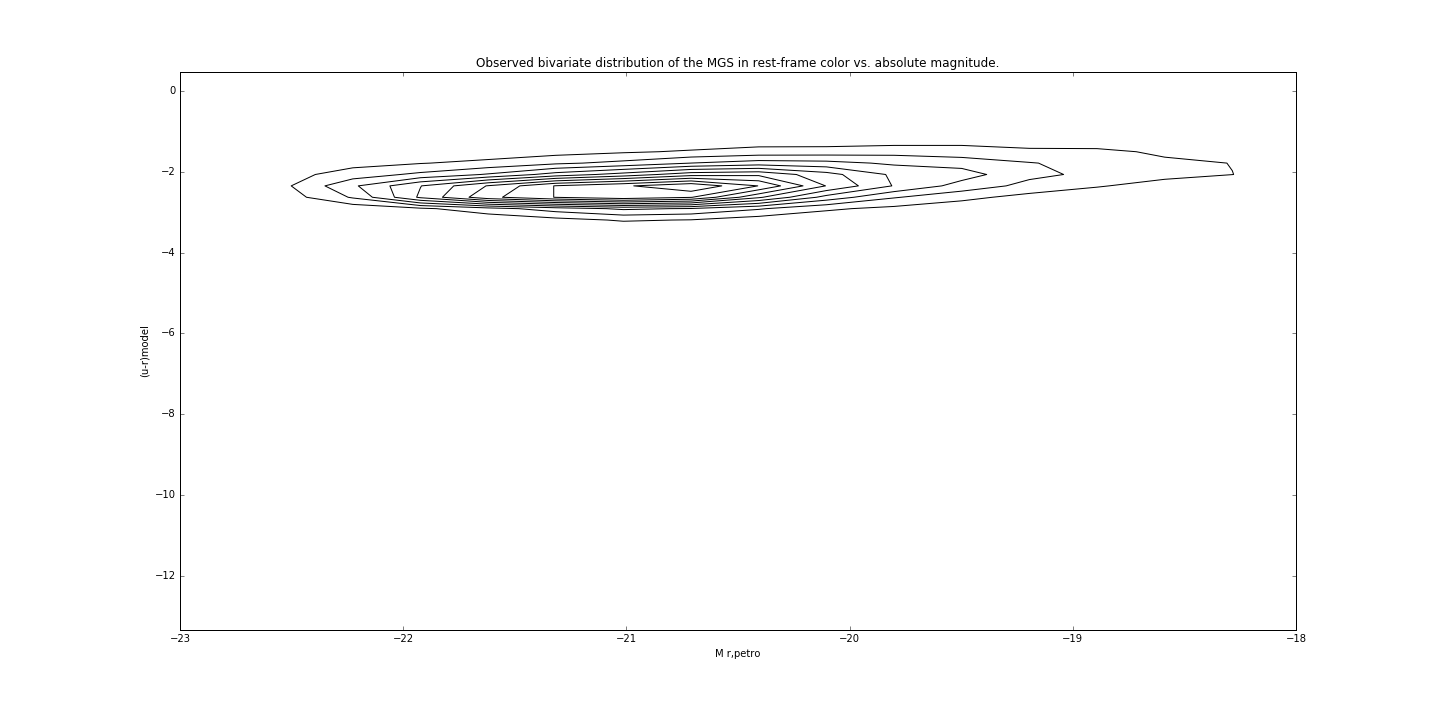 Observed bivariate distribution of the MGS in rest-frame color vs. absolute magnitude.
0
−2
−4
(u-r)model
−6
−8
−10
−12
−23 −22 −21 −20 −19 −18
M r,petro